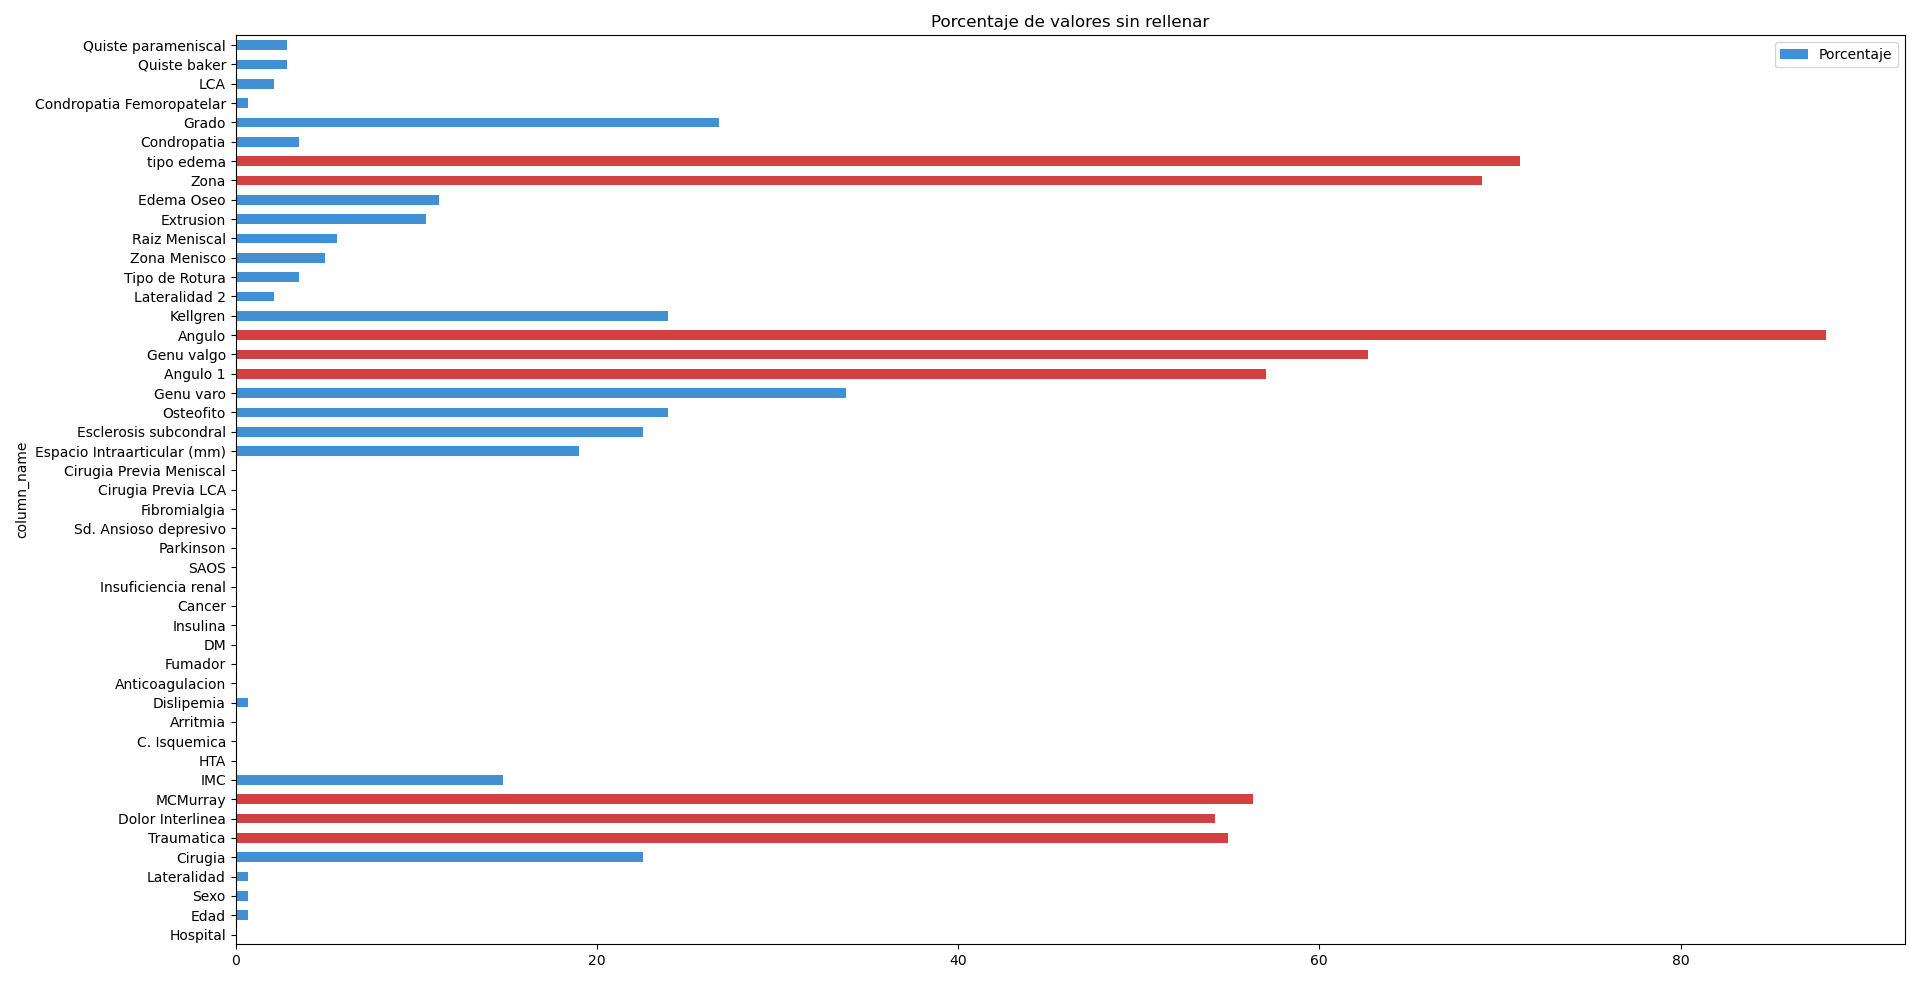 Porcentaje de valores sin rellenar
Porcentaje
column_name
Quiste parameniscal
Quiste baker
LCA
Condropatia Femoropatelar
Grado
Condropatia
tipo edema
Zona
Edema Oseo
Extrusion
Raiz Meniscal
Zona Menisco
Tipo de Rotura
Lateralidad 2
Kellgren
Angulo
Genu valgo
Angulo 1
Genu varo
Osteofito
Esclerosis subcondral
Espacio Intraarticular (mm)
Cirugia Previa Meniscal
Cirugia Previa LCA
Fibromialgia
Sd. Ansioso depresivo
Parkinson
SAOS
Insuficiencia renal
Cancer
Insulina
DM
Fumador
Anticoagulacion
Dislipemia
Arritmia
C. Isquemica
HTA
IMC
MCMurray
Dolor Interlinea
Traumatica
Cirugia
Lateralidad
Sexo
Edad
Hospital
0 20 40 60 80